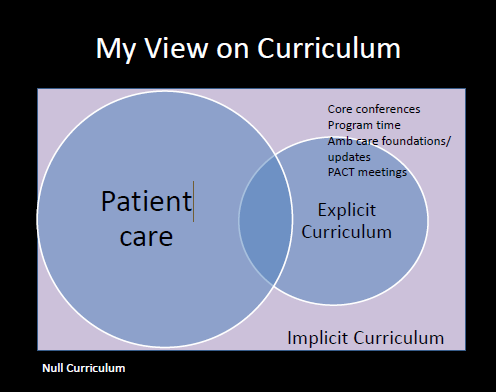 My View on Curriculum
Core conferences
Program time
Amb care foundations/
updates
PACT meetings
Patient
care
Explicit
Curriculum
Implicit Curriculum
Null Curriculum